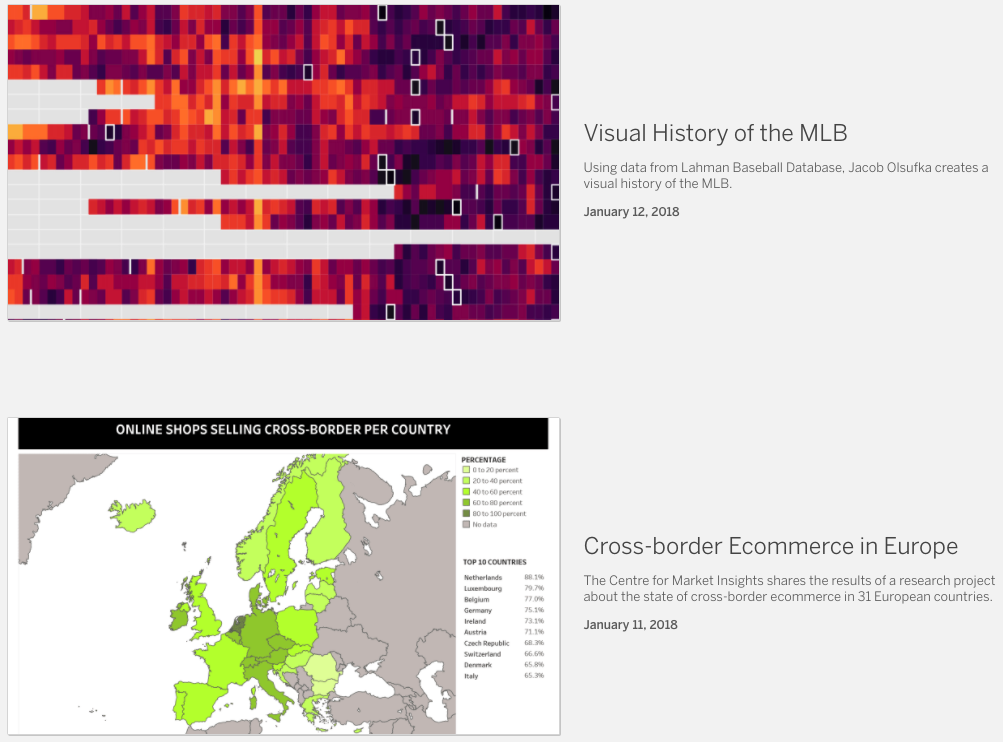 Visual History of the MLB
Using data from Lahman Baseball Database, Jacob Olsufka creates a
visual history of the MLB.
January 12, 2018
ONLINE SHOPS SELLING CROSS-BORDER PER COUNTRY
PERCENTAGE
0 to 20 percent
20 to 40 percent
40 to 60 percent
60 to 80 percent
80 to 100 percent
No data
TOP 10 COUNTRIES
Netherlands 88.1%
Luxembourg 79.7%
Belgium 77.0%
Germany 75.1%
Ireland 73.1%
Austria 71.1%
Czech Republic 68.3%
Switzerland 66.6%
Denmark 65.8%
Italy 65.3%
Cross-border Ecommerce in Europe
The Centre for Market Insights shares the results of a research project
about the state of cross-border ecommerce in 31 European countries.
January 11, 2018